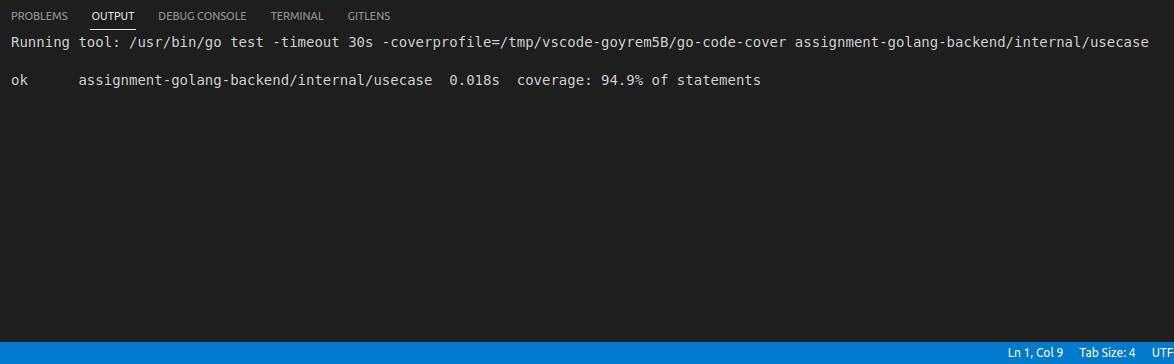 PROBLEMS OUTPUT DEBUG CONSOLE TERMINAL GITLENS
Running tool: /usr/bin/go test -timeout 30s -coverprofile=/tmp/vscode-goyrem5B/go-code-cover assignment-golang-backend/internal/usecase
ok assignment-golang-backend/internal/usecase 0.018s coverage: 94.9% of statements
Ln 1, Col 9 Tab Size: 4 UTF